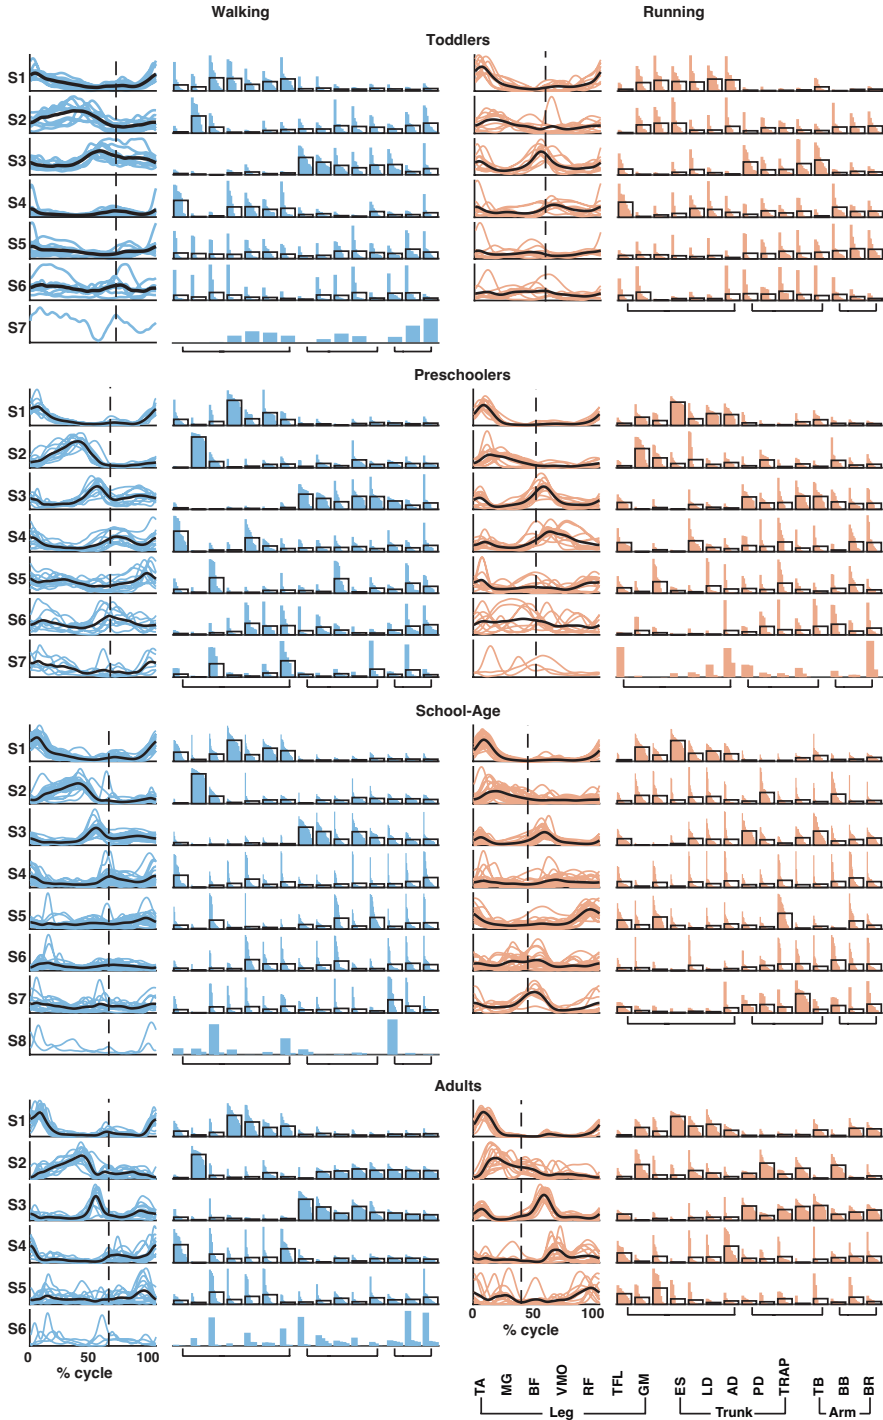 Walking Running
Toddlers
S1
S2
S3
S4
S5
S6
S7
Preschoolers
S1
S2
S3
S4
S5
S6
S7
School-Age
S1
S2
S3
S4
S5
S6
S7
S8
Adults
S1
S2
S3
S4
S5
S6
0 50 100
% cycle
0 50 100
% cycle
TA MG BF VMO RF TFL GM ES LD AD PD TRAP TB BB BR
Leg Trunk Arm